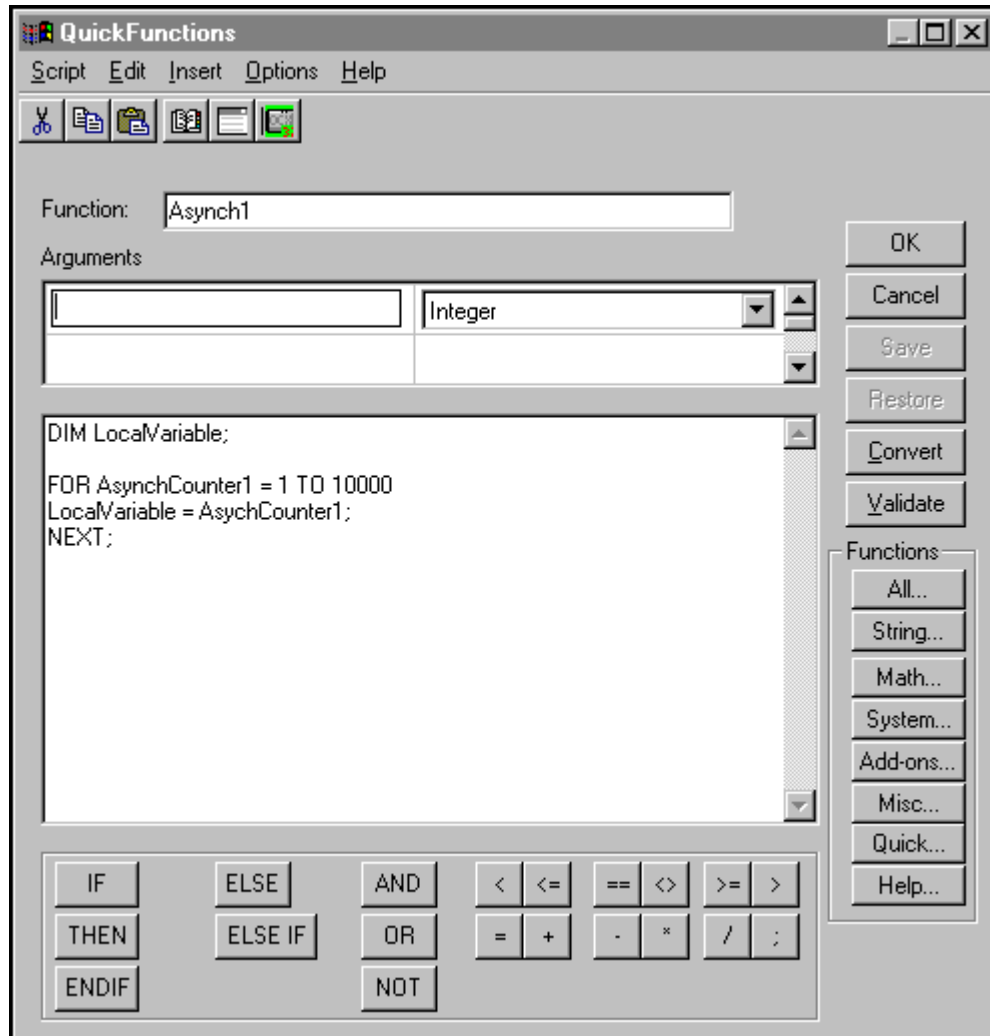 QuickFunctions
Script Edit Insert Options Help
Function: Asynch1
Arguments
Integer
OK
Cancel
Save
Restore
Convert
Validate
DIM LocalVariable;
FOR AsynchCounter1 = 1 TO 10000
LocalVariable = AsychCounter1;
NEXT;
Functions
All...
String...
Math...
System...
Add-ons...
Misc...
Quick...
Help...
IF ELSE AND < <= == <> >= >
THEN ELSE IF OR = + - * / ;
ENDIF NOT